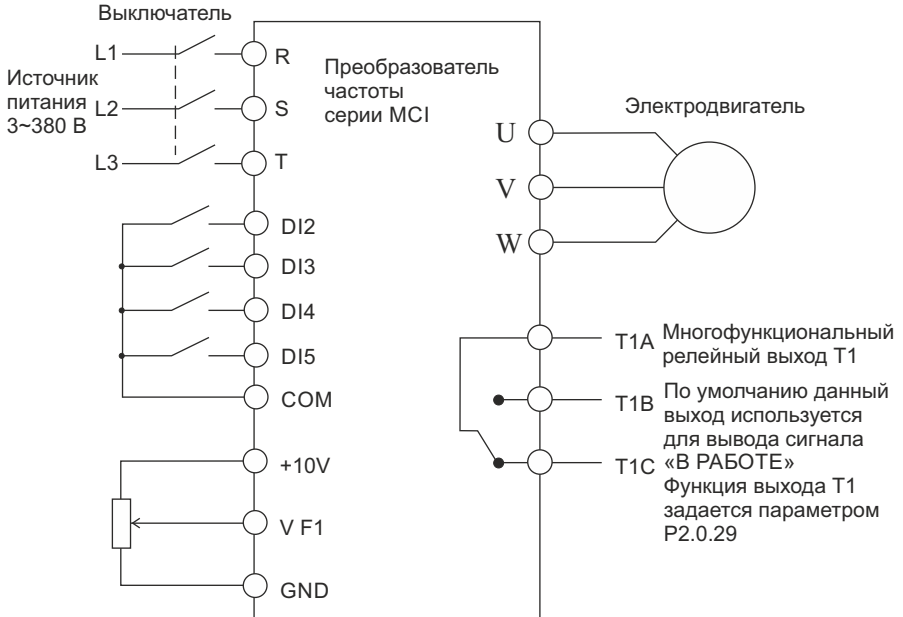 Выключатель
L1
R
Источник
питания
3~380 В
L2
S
L3
T
Преобразователь
частоты
серии MCI
Электродвигатель
U
V
W
DI2
DI3
DI4
DI5
COM
+10V
V F1
GND
T1A
Многофункциональный
релейный выход T1
T1B
По умолчанию данный
выход используется
для вывода сигнала
T1C
«В РАБОТЕ»
Функция выхода T1
задается параметром
P2.0.29